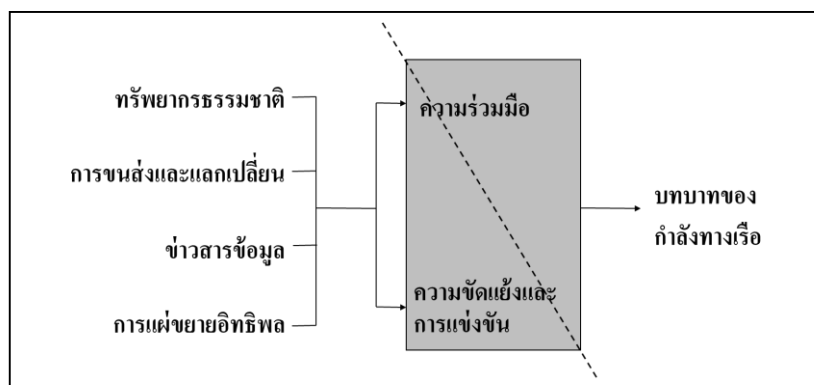 ทรัพยากรธรรมชาติ
การขนส่งและแลกเปลี่ยน
ข่าวสารข้อมูล
การแผ่ขยายอิทธิพล
ความร่วมมือ
ความขัดแย้งและ
การแข่งขัน
บทบาทของ
กำลังทางเรือ